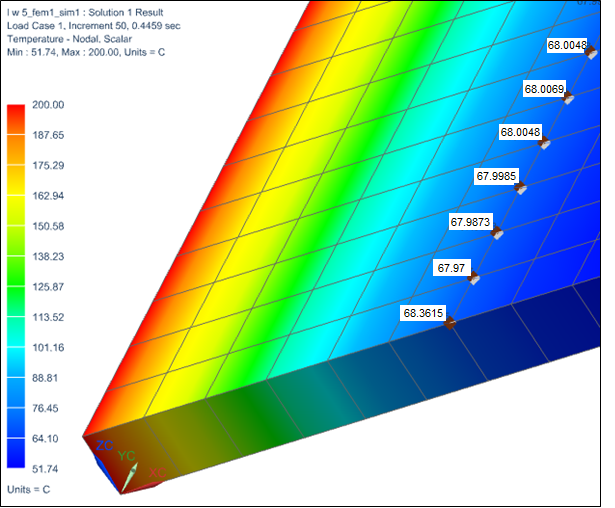 Lw 5_fem1_sim1 : Solution 1 Result
Load Case 1, Increment 50, 0.4459 sec
Temperature - Nodal, Scalar
Min : 51.74, Max : 200.00, Units = C
68.0048
68.0069
200.00
187.65
68.0048
175.29
67.9985
162.94
67.9873
150.58
138.23
67.97
125.87
113.52
68.3615
101.16
88.81
76.45
64.10
ZC
YC
XC
51.74
Units = C